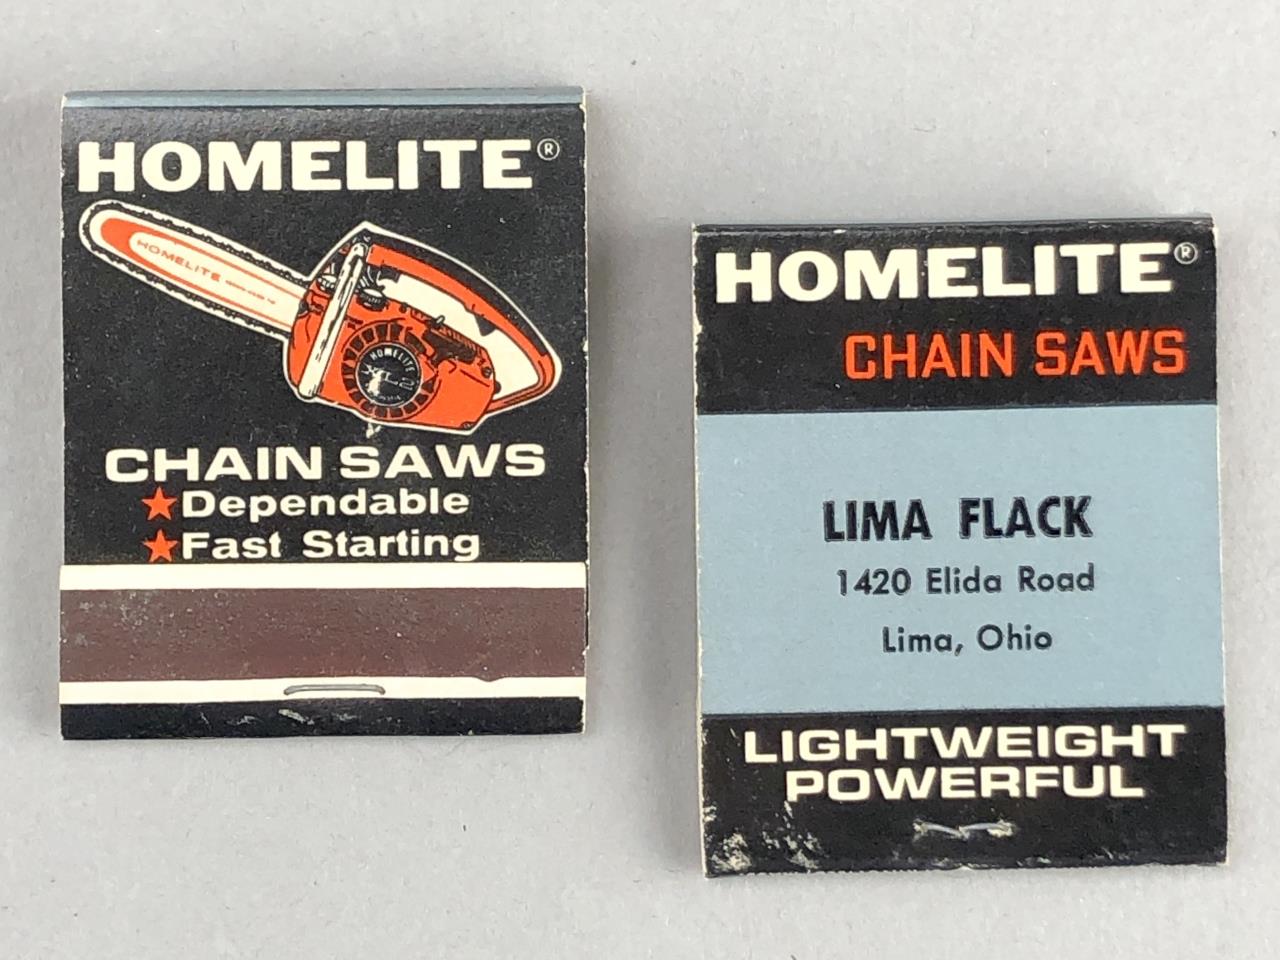 HOMELITE®
HOMELITE
HOMELITE
CHAIN SAWS
★Dependable
★Fast Starting
HOMELITE®
CHAIN SAWS
LIMA FLACK
1420 Elida Road
Lima, Ohio
LIGHTWEIGHT
POWERFUL